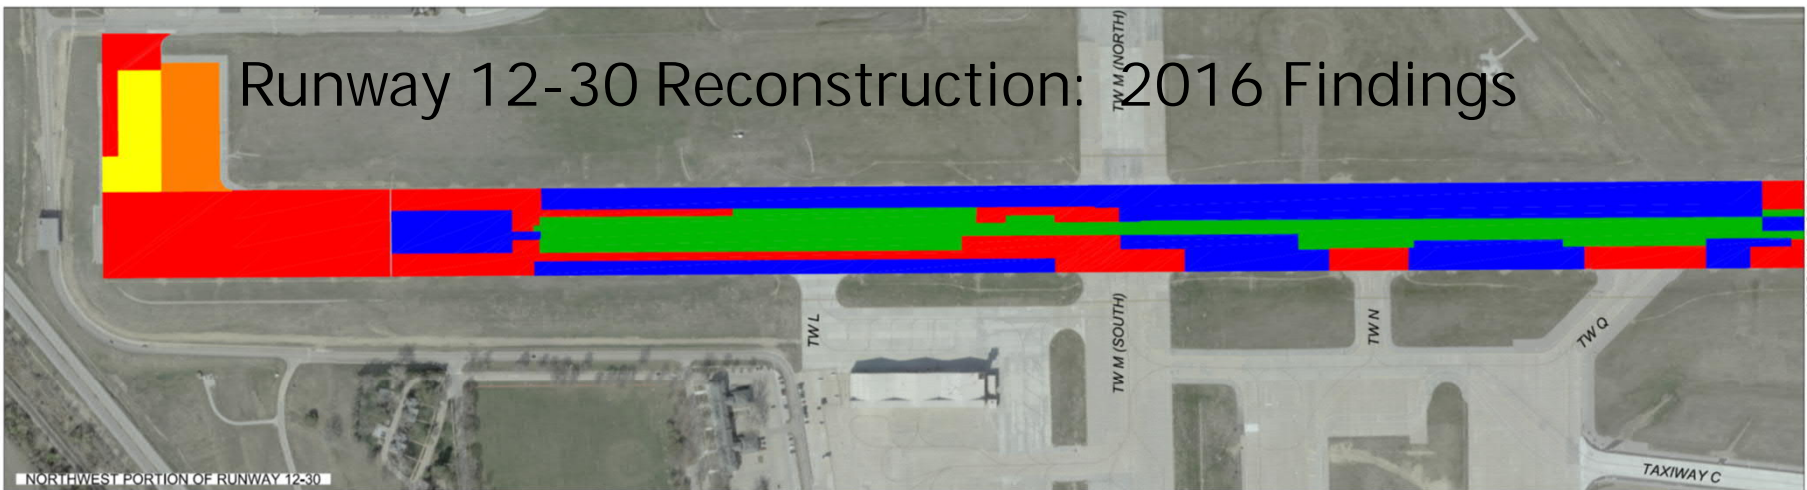 Runway 12-30 Reconstruction:  2016 Findings
TW M (NORTH)
TW L
TW M (SOUTH)
TW N
TW Q
TAXIWAY C
NORTHWEST PORTION OF RUNWAY 12-30